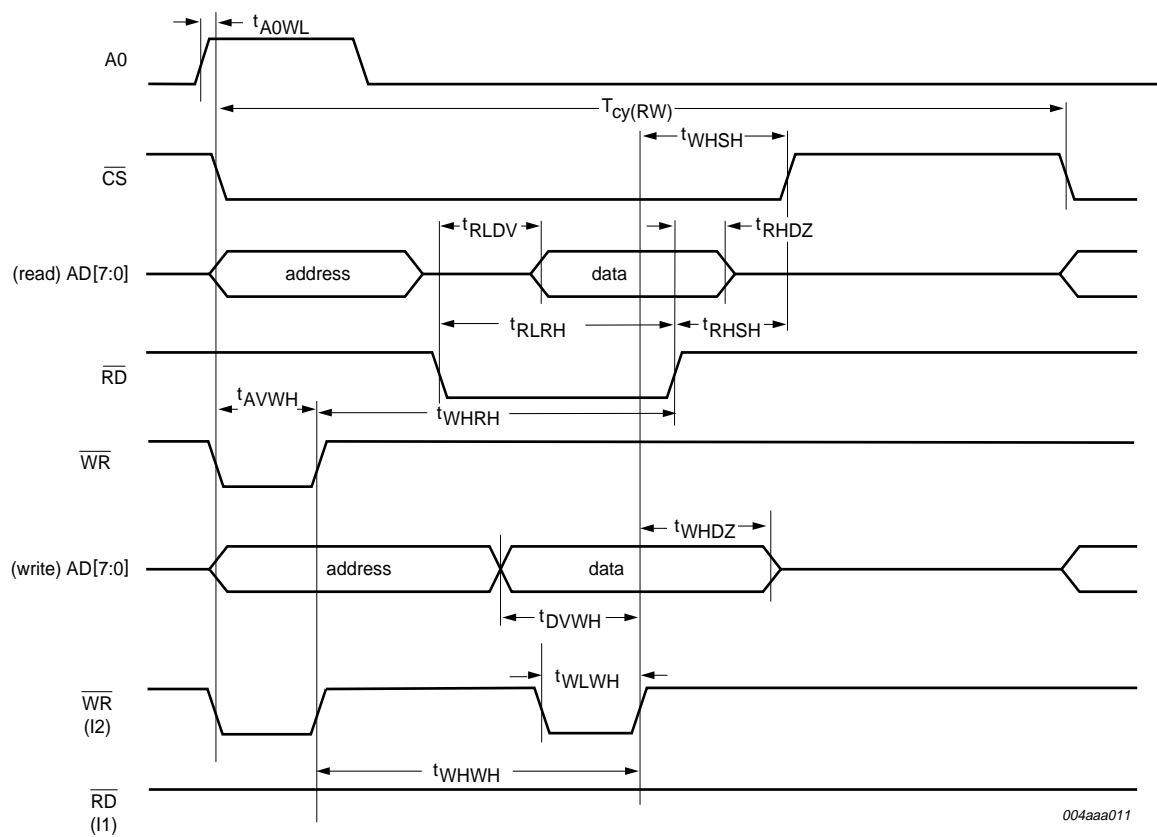 tA0WL
A0
Tcy(RW)
tWHSH
CS
tRLDV
tRHDZ
(read) AD[7:0]
address
data
tRLRH
tRHSH
RD
tAVWH
tWHRH
WR
tWHDZ
(write) AD[7:0]
address
data
tDVWH
tWLWH
WR
(I2)
tWHWH
RD
(I1)
004aaa011